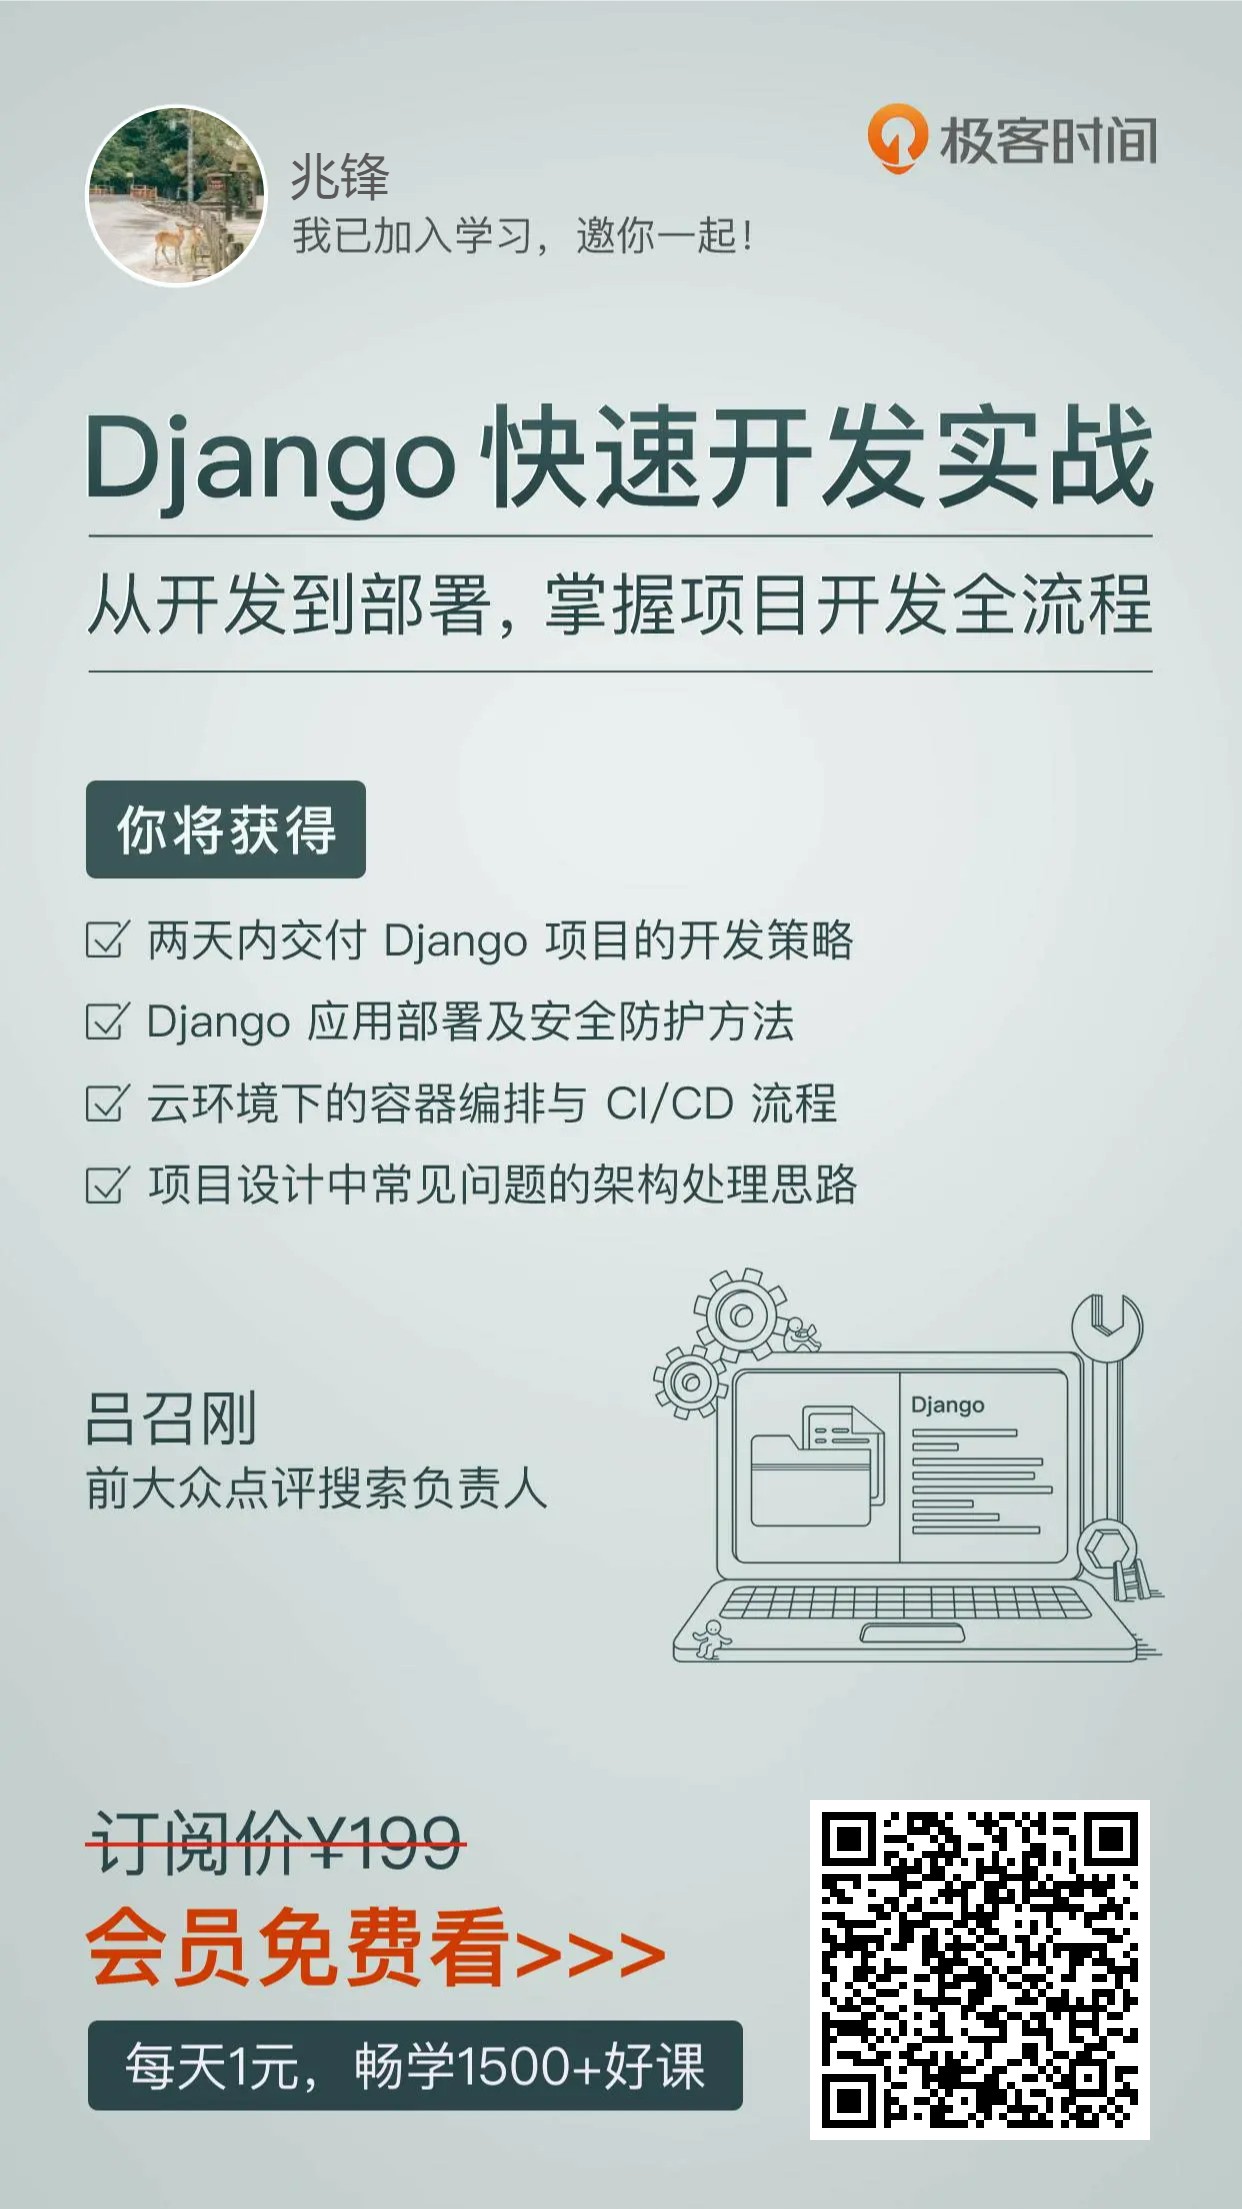 极客时间
兆锋
我已加入学习，邀你一起！
Django 快速开发实战
从开发到部署，掌握项目开发全流程
你将获得
两天内交付 Django 项目的开发策略
Django 应用部署及安全防护方法
云环境下的容器编排与 CI/CD 流程
项目设计中常见问题的架构处理思路
Django
吕召刚
前大众点评搜索负责人
订阅价¥199
会员免费看>>>
每天1元，畅学1500+好课